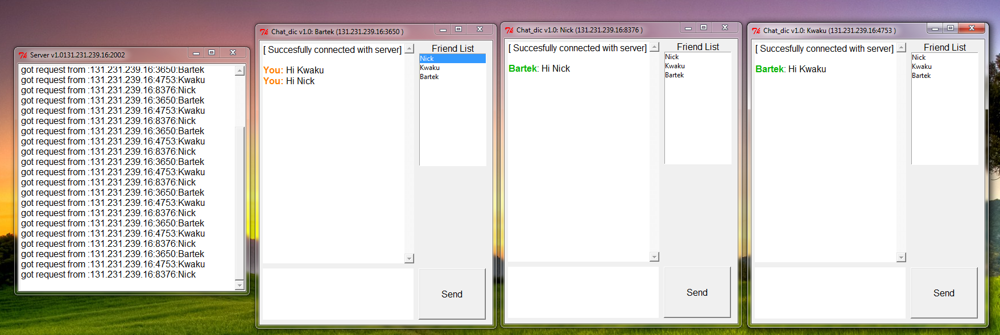 Server v1.0131.231.239.16:2002
got request from :131.231.239.16:3650:Bartek
got request from :131.231.239.16:4753:Kwaku
got request from :131.231.239.16:8376:Nick
got request from :131.231.239.16:3650:Bartek
got request from :131.231.239.16:4753:Kwaku
got request from :131.231.239.16:8376:Nick
got request from :131.231.239.16:3650:Bartek
got request from :131.231.239.16:4753:Kwaku
got request from :131.231.239.16:8376:Nick
got request from :131.231.239.16:3650:Bartek
got request from :131.231.239.16:4753:Kwaku
got request from :131.231.239.16:8376:Nick
got request from :131.231.239.16:3650:Bartek
got request from :131.231.239.16:4753:Kwaku
got request from :131.231.239.16:8376:Nick
got request from :131.231.239.16:3650:Bartek
got request from :131.231.239.16:4753:Kwaku
got request from :131.231.239.16:8376:Nick
got request from :131.231.239.16:3650:Bartek
got request from :131.231.239.16:4753:Kwaku
got request from :131.231.239.16:8376:Nick
Chat_dic v1.0: Bartek (131.231.239.16:3650 )
[ Succesfully connected with server]
You: Hi Kwaku
You: Hi Nick
Friend List
Nick
Kwaku
Bartek
Send
Chat_dic v1.0: Nick (131.231.239.16:8376 )
[ Succesfully connected with server]
Bartek: Hi Nick
Friend List
Nick
Kwaku
Bartek
Send
Chat_dic v1.0: Kwaku (131.231.239.16:4753 )
[ Succesfully connected with server]
Bartek: Hi Kwaku
Friend List
Nick
Kwaku
Bartek
Send